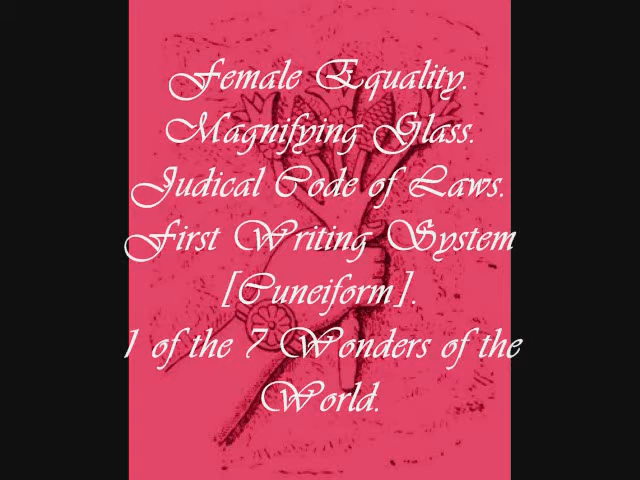 Female Equality.
Magnifying Glass.
Judical Code of Laws.
First Writing System
[Cuneiform].
1 of the 7 Wonders of the
World.